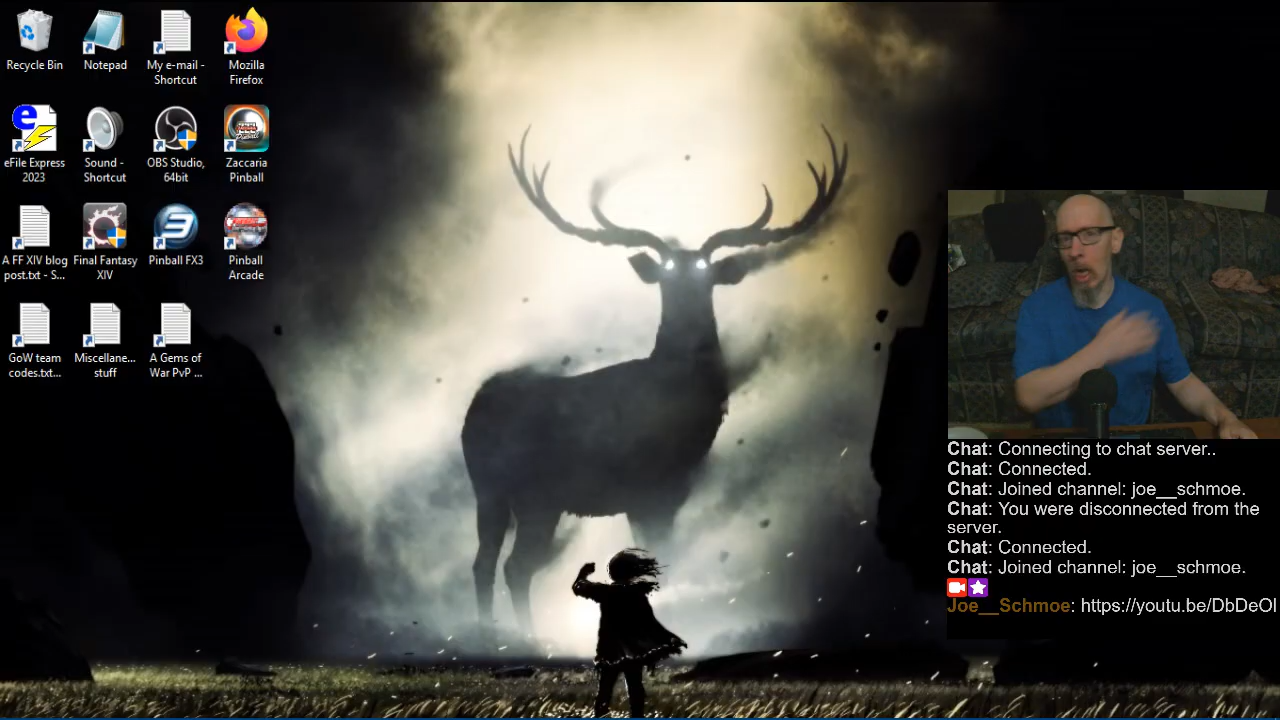 Recycle Bin
Notepad
My e-mail -
Shortcut
Mozilla
Firefox
eFile Express
2023
Sound -
Shortcut
OBS Studio,
64bit
Zaccaria
Pinball
A FF XIV blog
post.txt - S...
Final Fantasy
XIV
Pinball FX3
Pinball
Arcade
GoW team
codes.txt...
Miscellane...
stuff
A Gems of
War PvP ...
Chat: Connecting to chat server..
Chat: Connected.
Chat: Joined channel: joe__schmoe.
Chat: You were disconnected from the
server.
Chat: Connected.
Chat: Joined channel: joe__schmoe.
Joe__Schmoe: https://youtu.be/DbDeOl